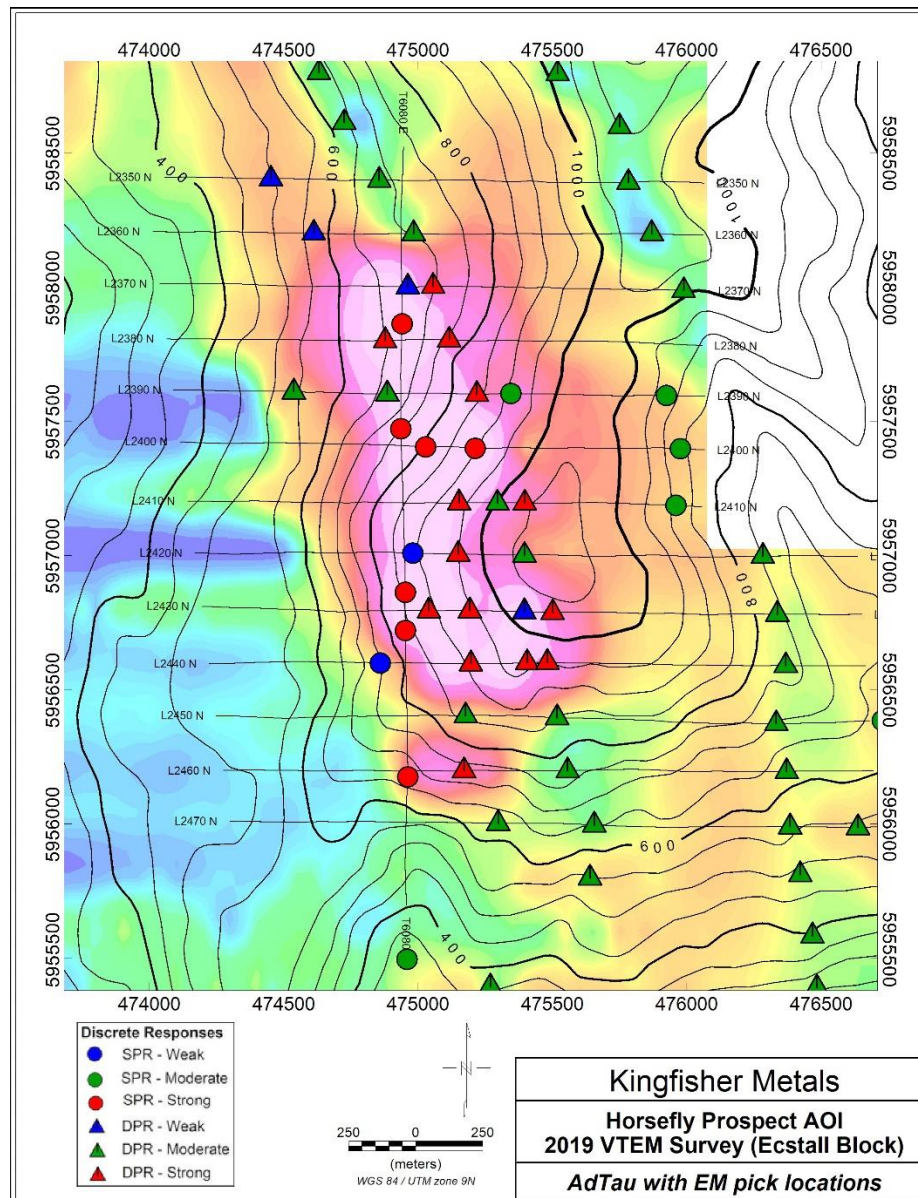 474000 474500 475000 475500 476000 476500
5958500
5958000
5957500
5957000
5956500
5956000
5955500
5958500
5958000
5957500
5957000
5956500
5956000
5955500
400
600
800
1000
1000
800
600
400
T6080 E
L2350 N
L2350 N
L2360 N
L2360 N
L2370 N
L2370 N
L2380 N
L2380 N
L2390 N
L2390 N
L2400 N
L2400 N
L2410 N
L2410 N
L2420 N
L2430 N
L2440 N
L2450 N
L2460 N
L2470 N
T6080
474000 474500 475000 475500 476000 476500
Discrete Responses
SPR - Weak
SPR - Moderate
SPR - Strong
DPR - Weak
DPR - Moderate
DPR - Strong
N
250 0 250
(meters)
WGS 84 / UTM zone 9N
Kingfisher Metals
Horsefly Prospect AOI
2019 VTEM Survey (Ecstall Block)
AdTau with EM pick locations